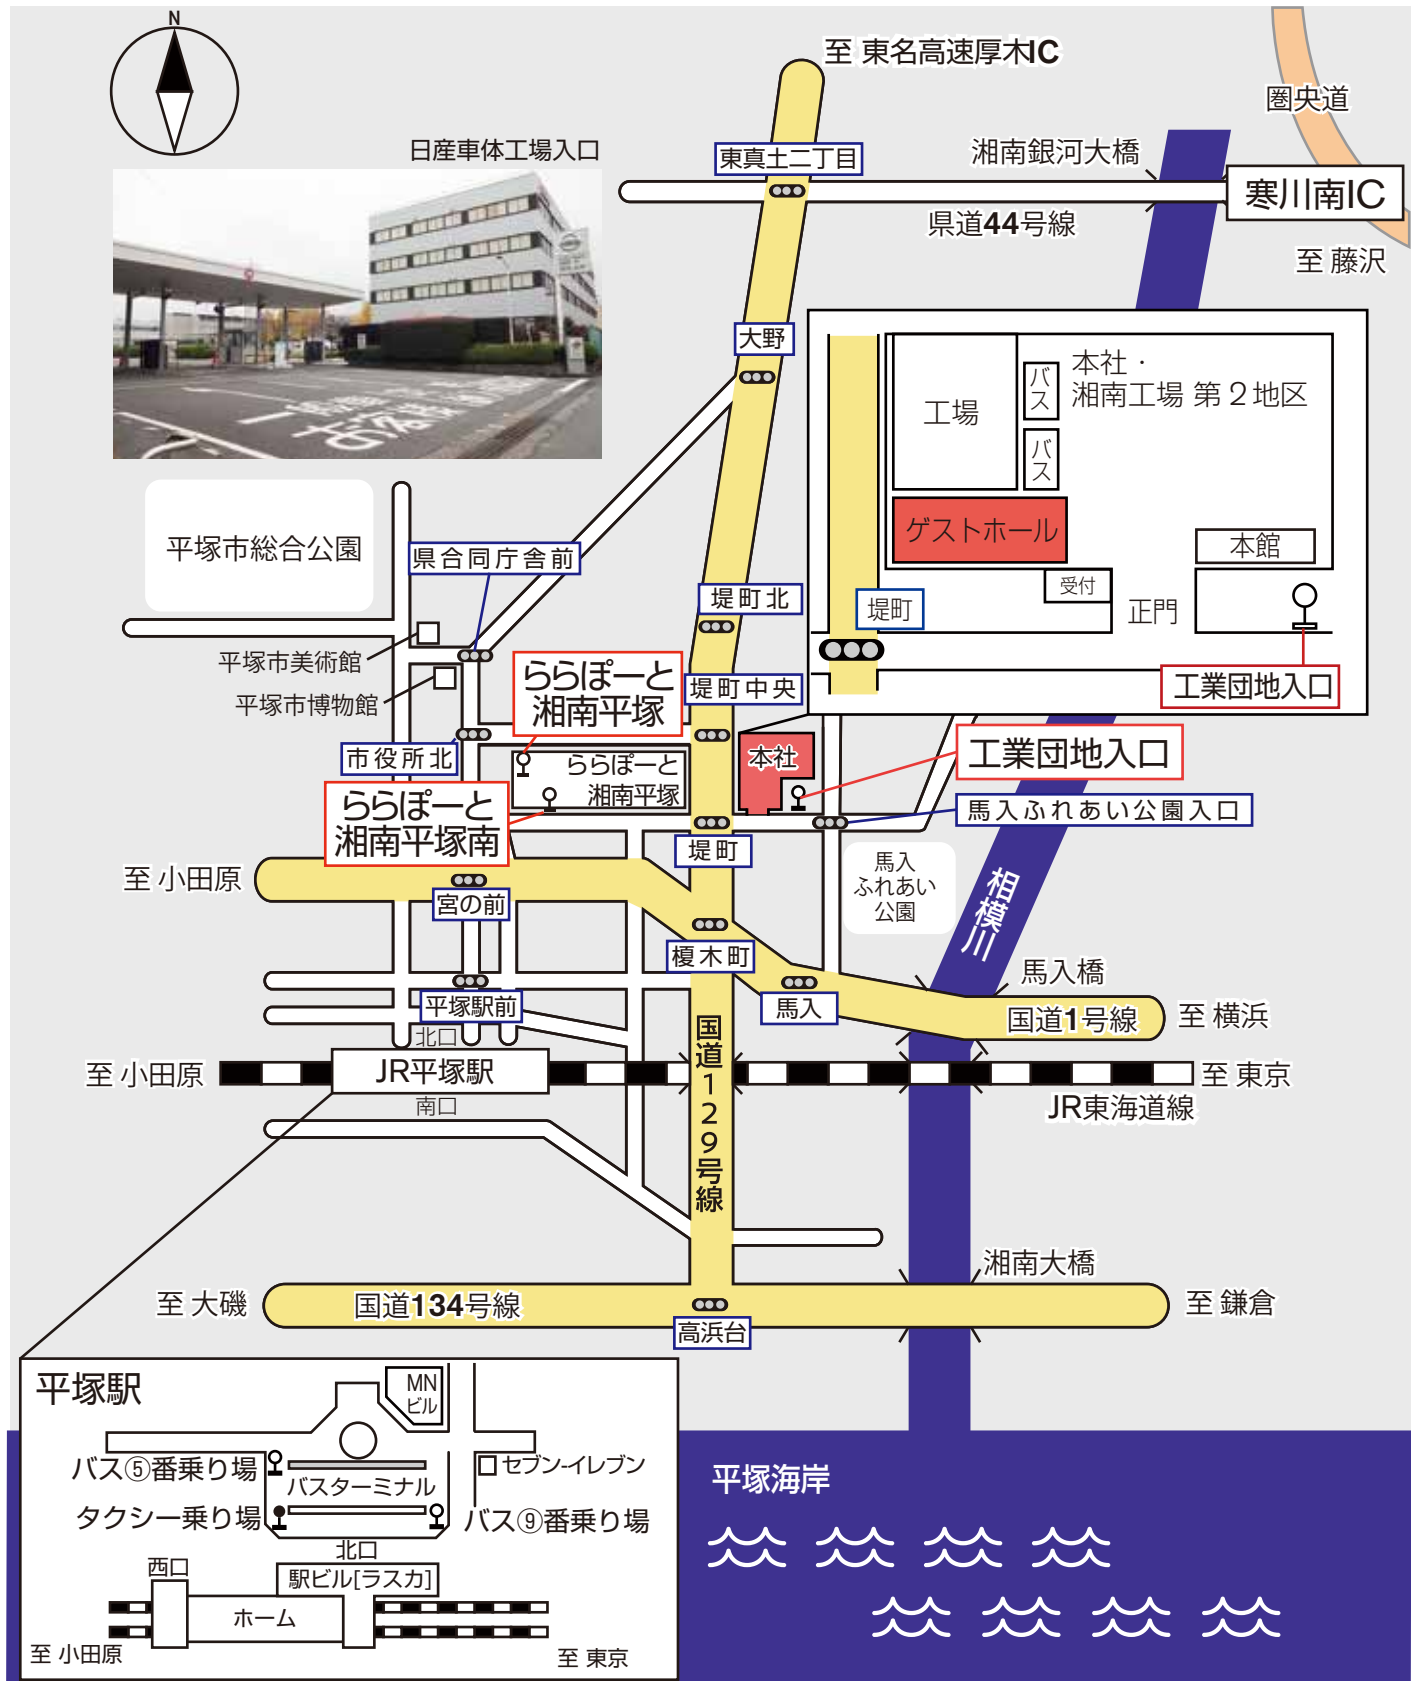 N
至 東名高速厚木IC
圏央道
日産車体工場入口
東真土二丁目
湘南銀河大橋
寒川南IC
県道44号線
至 藤沢
大野
工場
バス
バス
本社・
湘南工場 第2地区
ゲストホール
本館
受付
堤町
正門
工業団地入口
平塚市総合公園
県合同庁舎前
堤町北
平塚市美術館
平塚市博物館
ららぽーと
湘南平塚
堤町中央
市役所北
ららぽーと
湘南平塚
本社
工業団地入口
ららぽーと
湘南平塚南
馬入ふれあい公園入口
堤町
至 小田原
宮の前
馬入
ふれあい
公園
相模川
榎木町
馬入橋
平塚駅前
馬入
国道1号線
至 横浜
北口
国道129号線
至 小田原
JR平塚駅
至 東京
南口
JR東海道線
湘南大橋
至 大磯
国道134号線
至 鎌倉
高浜台
平塚駅
MN
ビル
バス⑤番乗り場
バスターミナル
セブン-イレブン
タクシー乗り場
バス⑨番乗り場
北口
西口
駅ビル[ラスカ]
ホーム
至 小田原
至 東京
平塚海岸